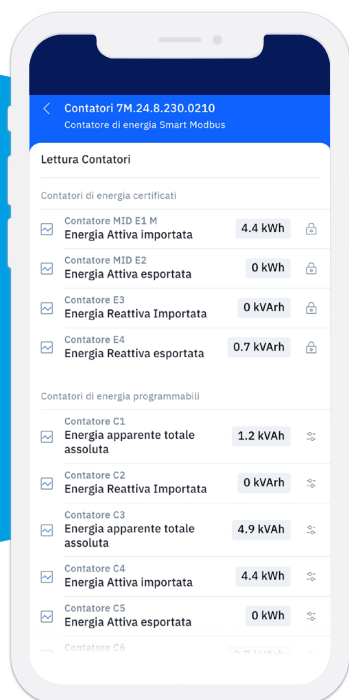 Contatori 7M.24.8.230.0210
Contatore di energia Smart Modbus
Lettura Contatori
Contatori di energia certificati
Contatore MID E1 M
Energia Attiva importata
4.4 kWh
Contatore MID E2
Energia Attiva esportata
0 kWh
Contatore E3
Energia Reattiva Importata
0 kVArh
Contatore E4
Energia Reattiva esportata
0.7 kVArh
Contatori di energia programmabili
Contatore C1
Energia apparente totale
assoluta
1.2 kVAh
Contatore C2
Energia Reattiva Importata
0 kVArh
Contatore C3
Energia apparente totale
assoluta
4.9 kVAh
Contatore C4
Energia Attiva importata
4.4 kWh
Contatore C5
Energia Attiva esportata
0 kWh
Contatore C6